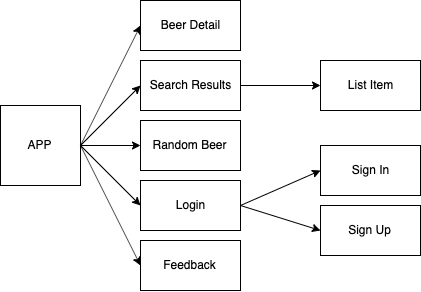 Beer Detail
Search Results
List Item
APP
Random Beer
Sign In
Login
Sign Up
Feedback